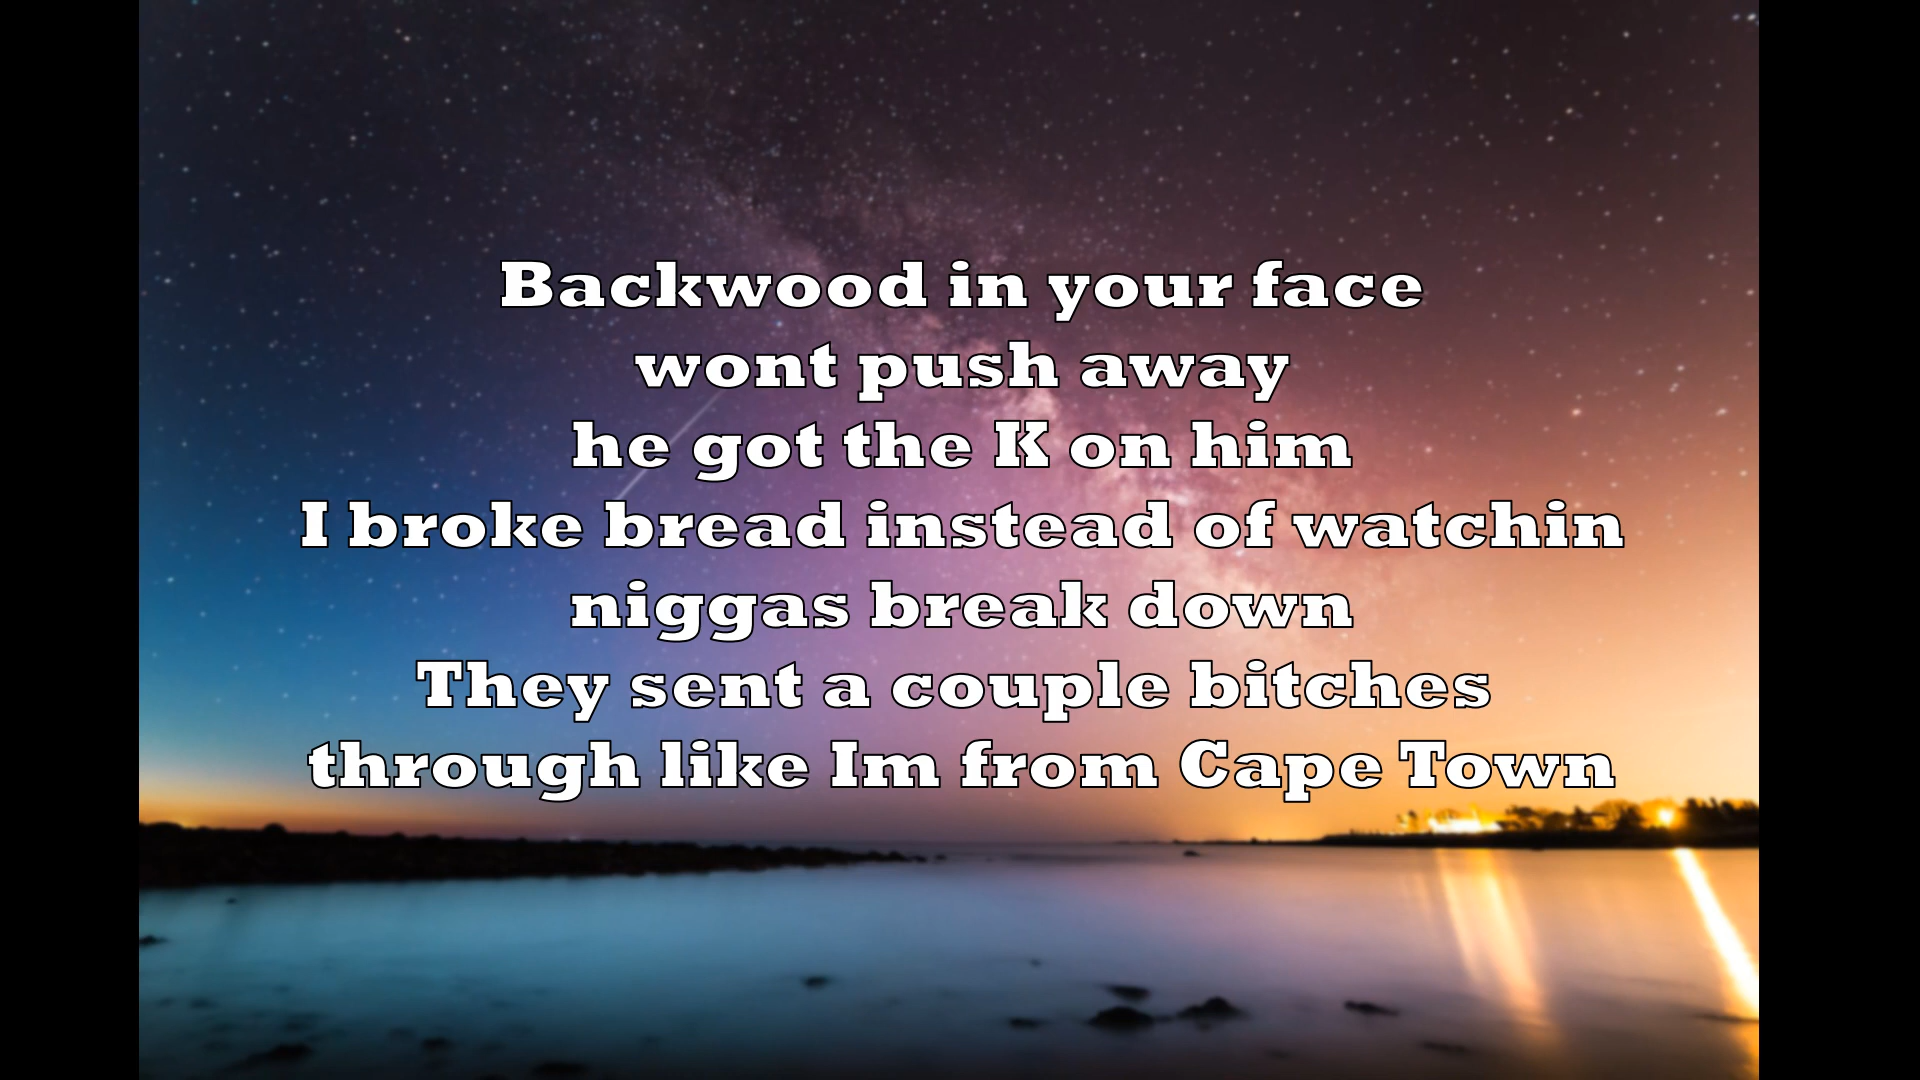 Backwood in your face
wont push away
he got the K on him
I broke bread instead of watchin
niggas break down
They sent a couple bitches
through like Im from Cape Town